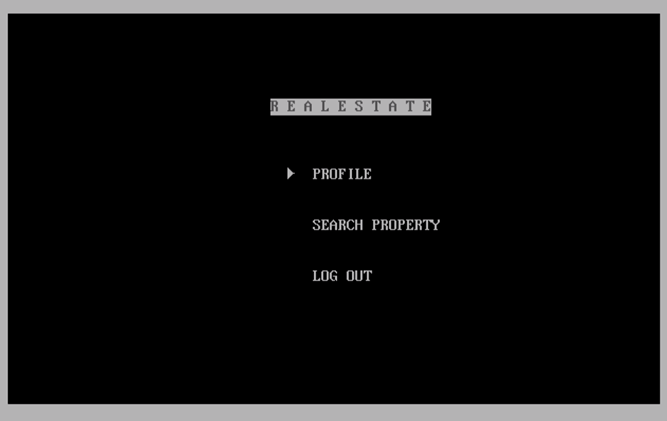 R E A L E S T A T E
PROFILE
SEARCH PROPERTY
LOG OUT